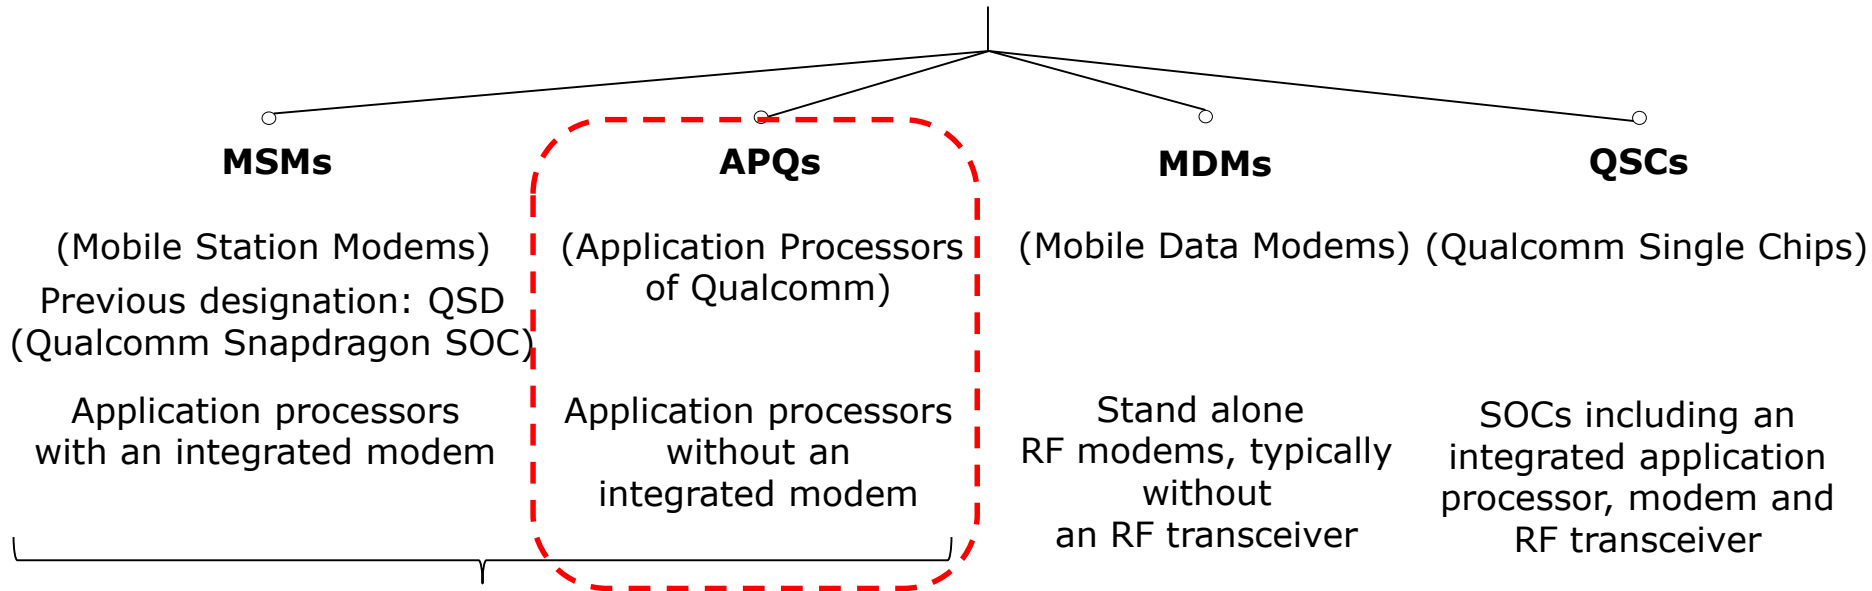 MSMs
(Mobile Station Modems)
Previous designation: QSD
(Qualcomm Snapdragon SOC)
Application processors
with an integrated modem
APQs
(Application Processors
of Qualcomm)
Application processors
without an
integrated modem
MDMs
(Mobile Data Modems)
Stand alone
RF modems, typically
without
an RF transceiver
QSCs
(Qualcomm Single Chips)
SOCs including an
integrated application
processor, modem and
RF transceiver